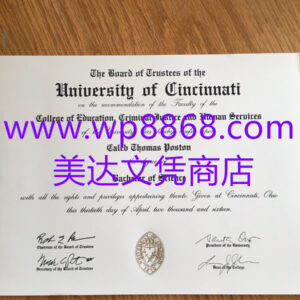 The Board of Trustees of the
University of Cincinnati
on the recommendation of the Faculty of the
College of Education, Criminal Justice and Human Services
www.wp8668.com
Thomas Poston
美达文凭商店
Bachelor of Science
with all the rights and privileges appertaining thereto. Given at Cincinnati, Ohio
this thirtieth day of April, two thousand and sixteen.
Chairman of the Board of Trustees
President of the University
Secretary of the Board of Trustees
Dean of the College